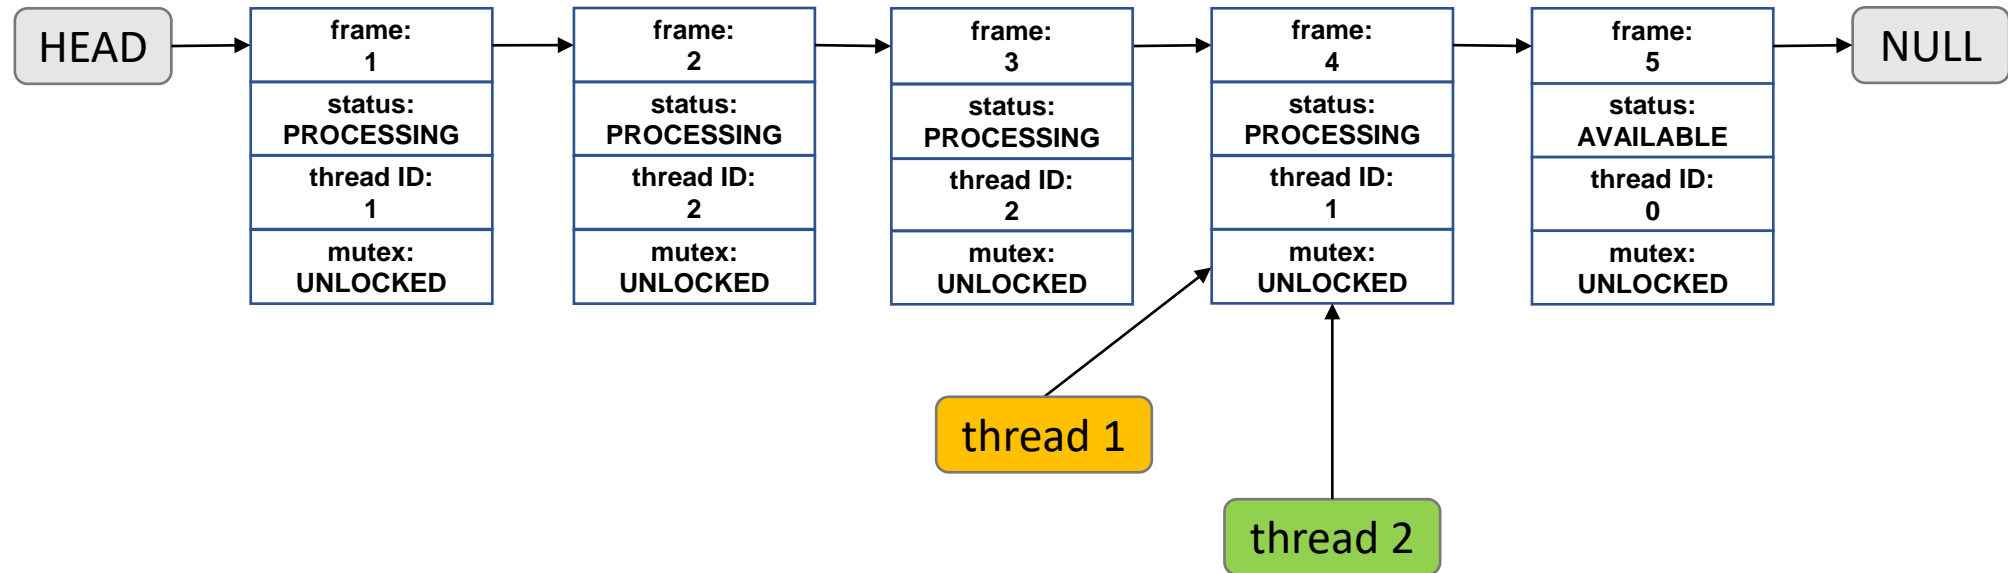 HEAD
frame:
1
status:
PROCESSING
thread ID:
1
mutex:
UNLOCKED
frame:
2
status:
PROCESSING
thread ID:
2
mutex:
UNLOCKED
frame:
3
status:
PROCESSING
thread ID:
2
mutex:
UNLOCKED
frame:
4
status:
PROCESSING
thread ID:
1
mutex:
UNLOCKED
frame:
5
status:
AVAILABLE
thread ID:
0
mutex:
UNLOCKED
NULL
thread 1
thread 2